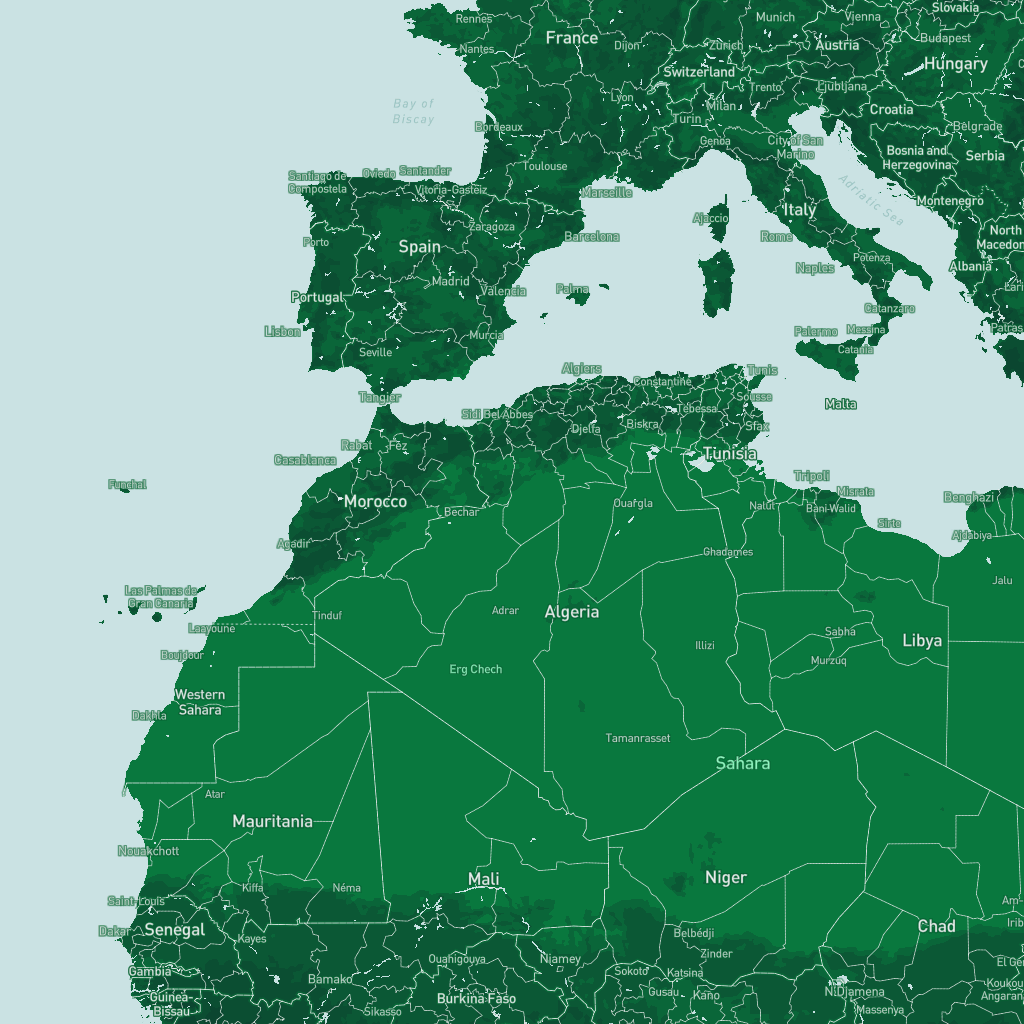 Slovakia
Rennes
Munich
Vienna
France
Dijon
Zürich
Austria
Budapest
Nantes
Switzerland
Hungary
Trento
Ljubljana
Lyon
Bay of
Biscay
Milan
Turin
Croatia
Bordeaux
Genoa
City of San
Marino
Belgrade
Bosnia and
Herzegovina
Serbia
Toulouse
Santiago de
Compostela
Oviedo
Santander
Vitoria-Gasteiz
Marseille
Adriatic Sea
Montenegro
Ajaccio
Italy
Zaragoza
Porto
Spain
Barcelona
Rome
North
Macedon
Potenza
Albania
Naples
Madrid
Valencia
Palma
Portugal
Lari
Catanzaro
Lisbon
Murcia
Palermo
Messina
Patras
Seville
Catania
Algiers
Tunis
Constantine
Tangier
Tébessa
Sousse
Malta
Sidi Bel Abbès
Djelfa
Biskra
Sfax
Rabat
Fez
Casablanca
Tunisia
Funchal
Tripoli
Misrata
Benghazi
Morocco
Bechar
Ouargla
Nalut
Bani-Walid
Sirte
Ajdabiya
Agadir
Ghadames
Jalu
Las Palmas de
Gran Canaria
Tinduf
Adrar
Algeria
Laayoune
Sabha
Libya
Illizi
Boujdour
Erg Chech
Murzuq
Western
Sahara
Dakhla
Tamanrasset
Sahara
Atar
Mauritania
Nouakchott
Kiffa
Néma
Mali
Niger
Saint-Louis
Am-
Dakar
Senegal
Kayes
Belbédji
Chad
Irib
Zinder
Gambia
Bamako
Ouahigouya
Niamey
Sokoto
Katsina
El Ge
Koukou
Angaran
Guinea-
Bissau
Sikasso
Burkina Faso
Gusau
Kano
N'Djamena
Massenya